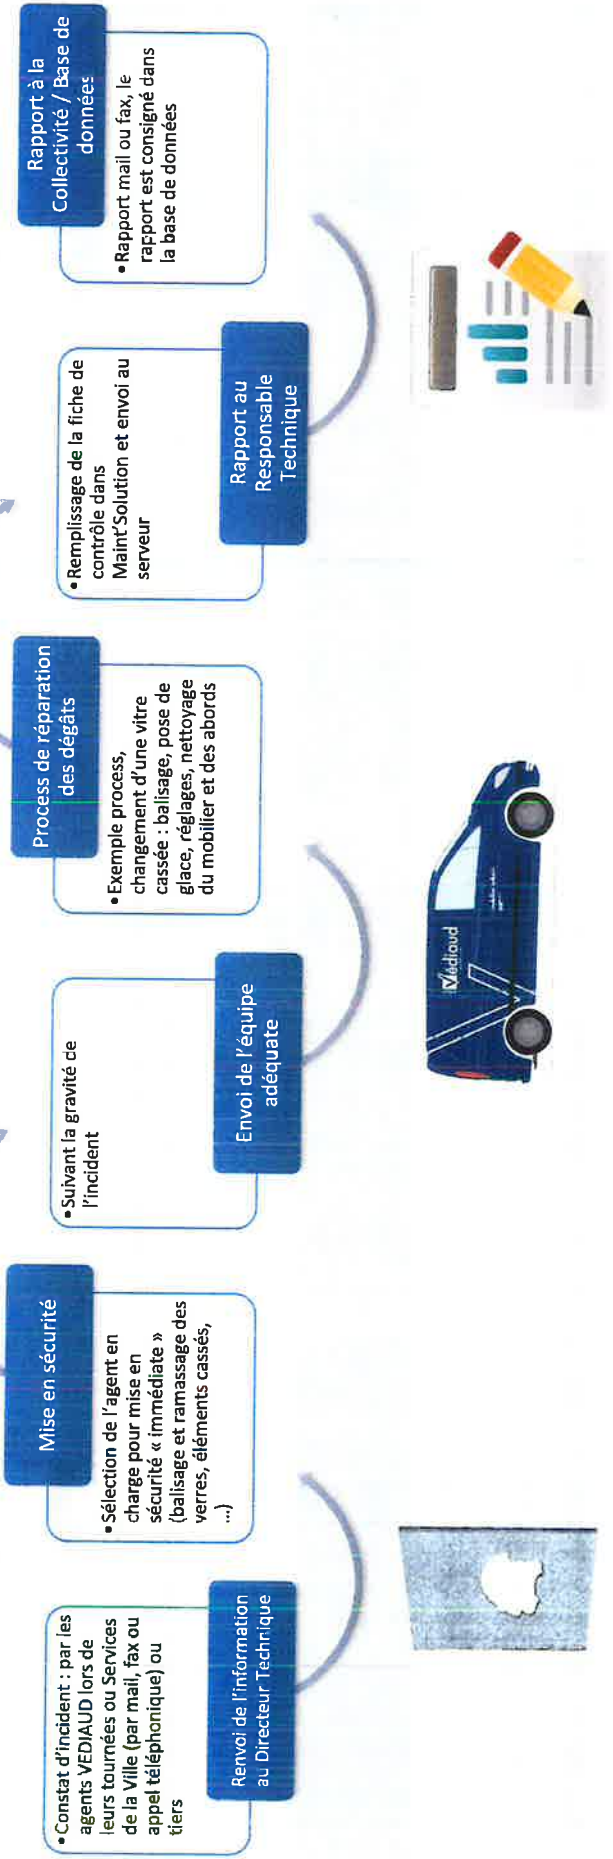 •Constat d'incident : par les
agents VEDIAUD lors de
leurs tournées ou Services
de la Ville (par mail, fax ou
appel téléphonique) ou
tiers
Renvoi de l'information
au Directeur Technique
Mise en sécurité
•Sélection de l'agent en
charge pour mise en
sécurité « immédiate »
(balisage et ramassage des
verres, éléments cassés,
...)
•Suivant la gravité de
l'incident
Envoi de l'équipe
adéquate
Process de réparation
des dégâts
•Exemple process,
changement d'une vitre
cassée : balisage, pose de
glace, réglages, nettoyage
du mobilier et des abords
•Remplissage de la fiche de
contrôle dans
Maint'Solution et envoi au
serveur
Rapport au
Responsable
Technique
Rapport à la
Collectivité / Base de
données
•Rapport mail ou fax, le
rapport est consigné dans
la base de données
Védiaud